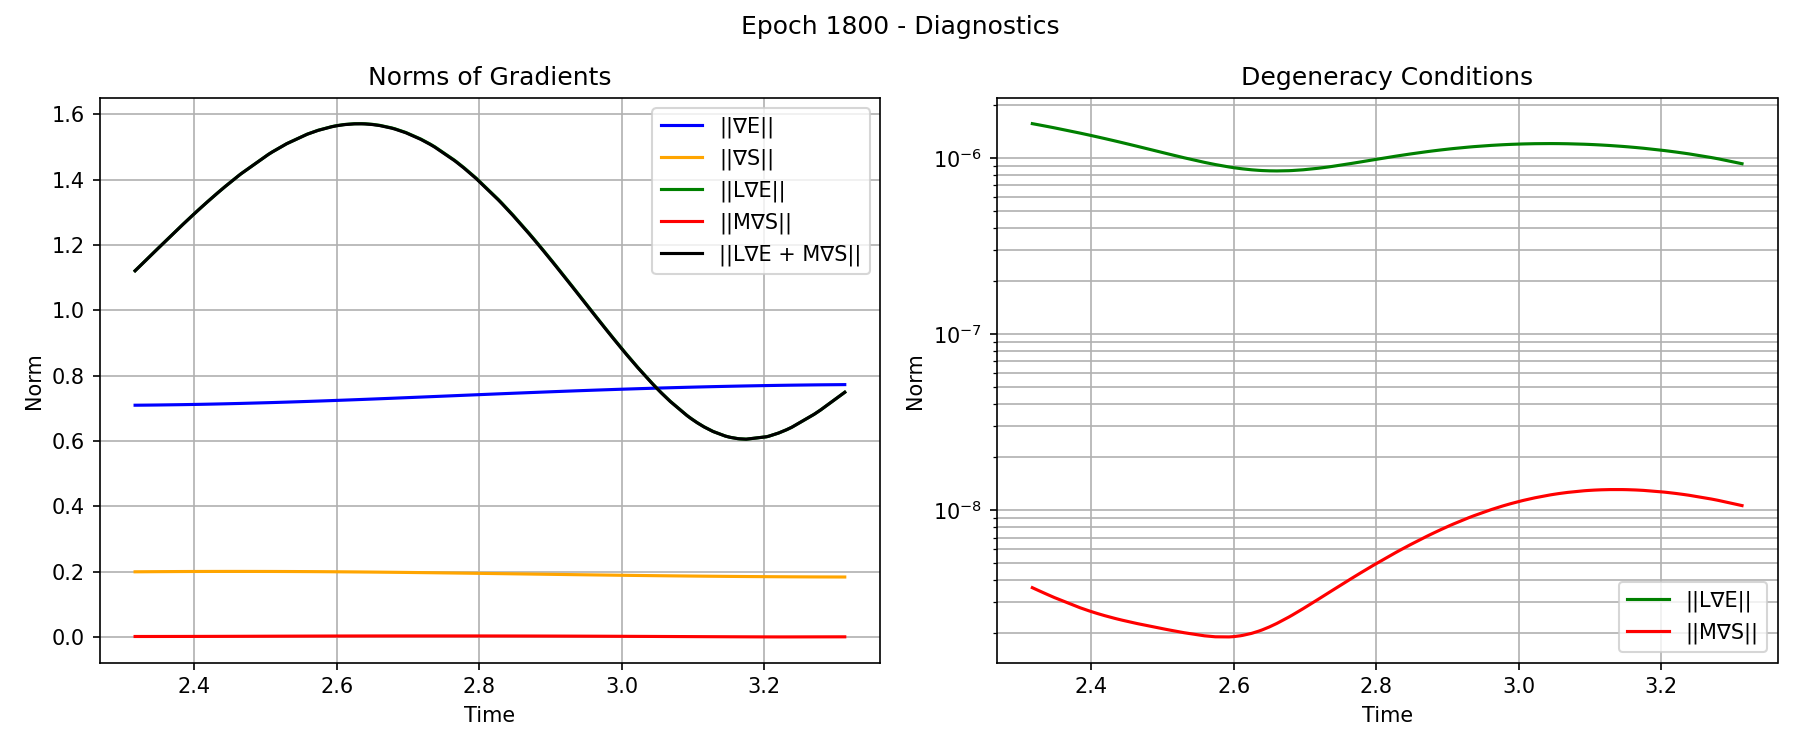 Epoch 1800 - Diagnostics
Norms of Gradients
Norm
1.6
1.4
1.2
1.0
0.8
0.6
0.4
0.2
0.0
||∇E||
||∇S||
||L∇E||
||M∇S||
||L∇E + M∇S||
2.4
2.6
2.8
3.0
3.2
Time
Degeneracy Conditions
Norm
10⁻⁶
10⁻⁷
10⁻⁸
||L∇E||
||M∇S||
2.4
2.6
2.8
3.0
3.2
Time